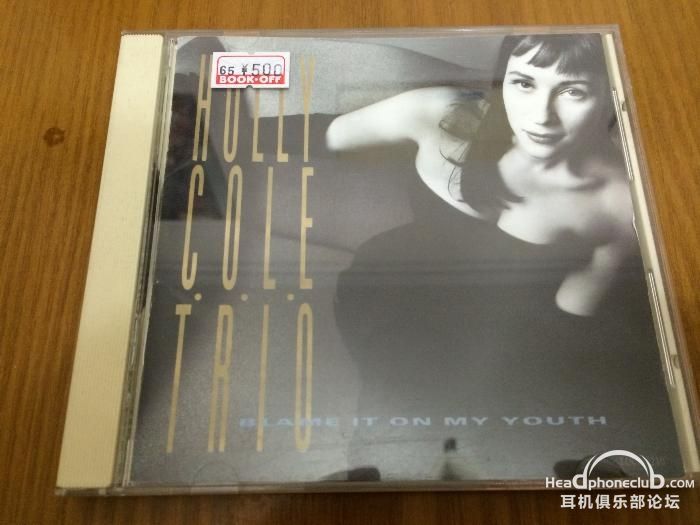 65 ¥500
BOOK·OFF
HOLLY
COLE
TRIO
BLAME IT ON MY YOUTH
HeadphoneclubD.com
耳机俱乐部论坛